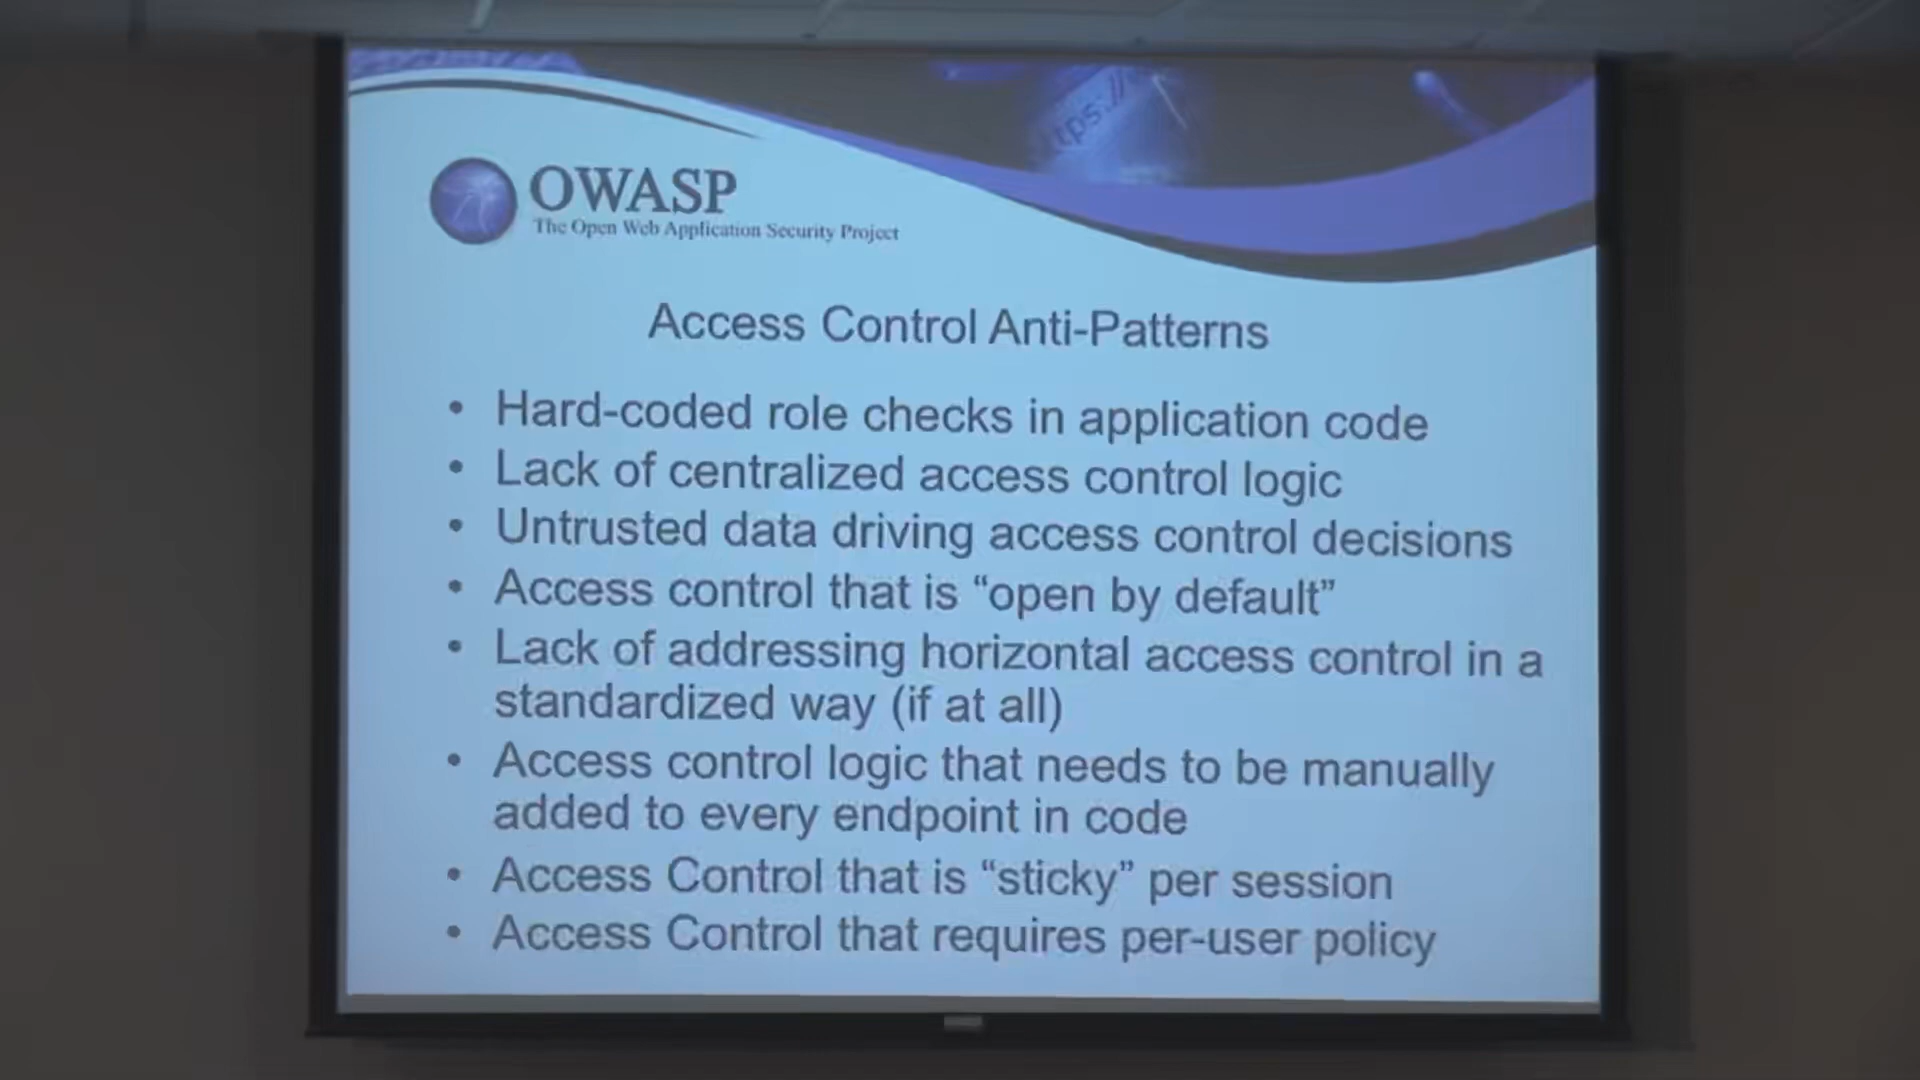 tps://
OWASP
The Open Web Application Security Project
Access Control Anti-Patterns
• Hard-coded role checks in application code
• Lack of centralized access control logic
• Untrusted data driving access control decisions
• Access control that is “open by default”
• Lack of addressing horizontal access control in a
standardized way (if at all)
• Access control logic that needs to be manually
added to every endpoint in code
• Access Control that is “sticky” per session
• Access Control that requires per-user policy